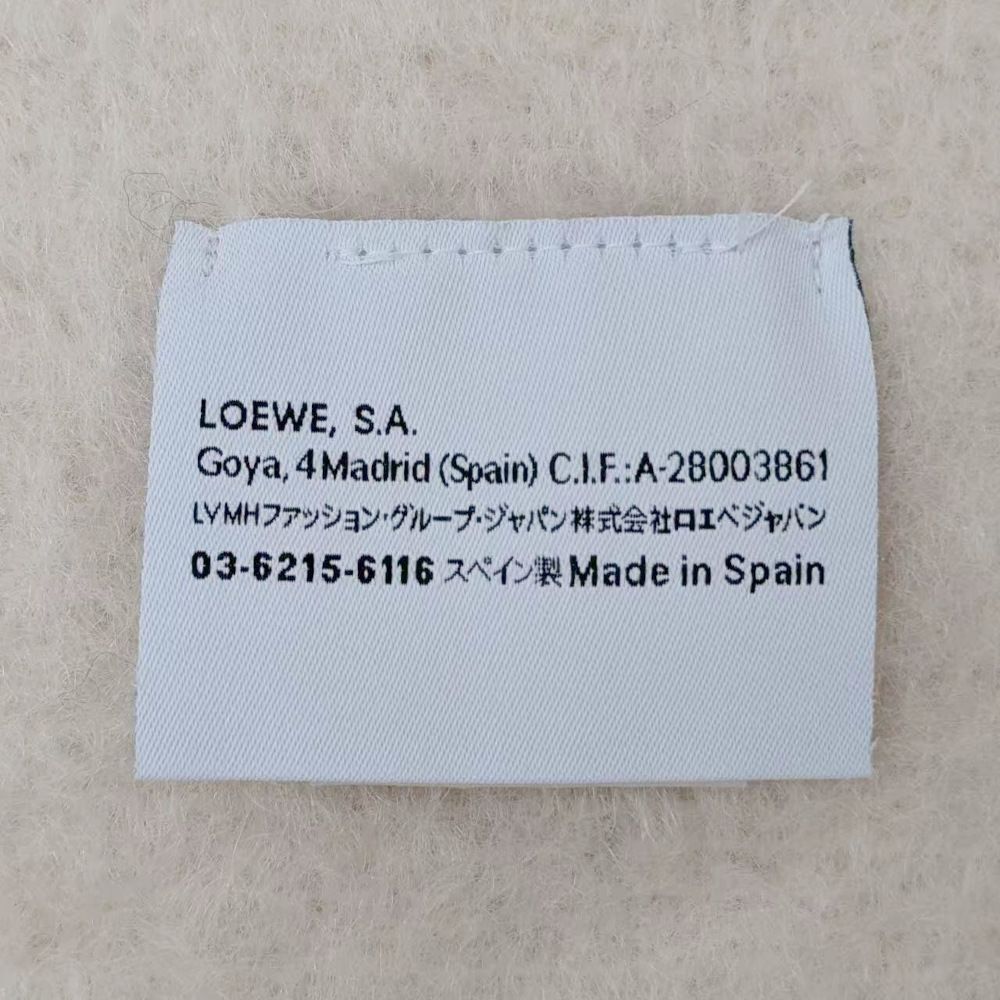 LOEWE, S.A.
Goya, 4 Madrid (Spain) C.I.F.:A-28003861
LVMHファッション・グループ・ジャパン株式会社ロエベジャパン
03-6215-6116 スペイン製 Made in Spain